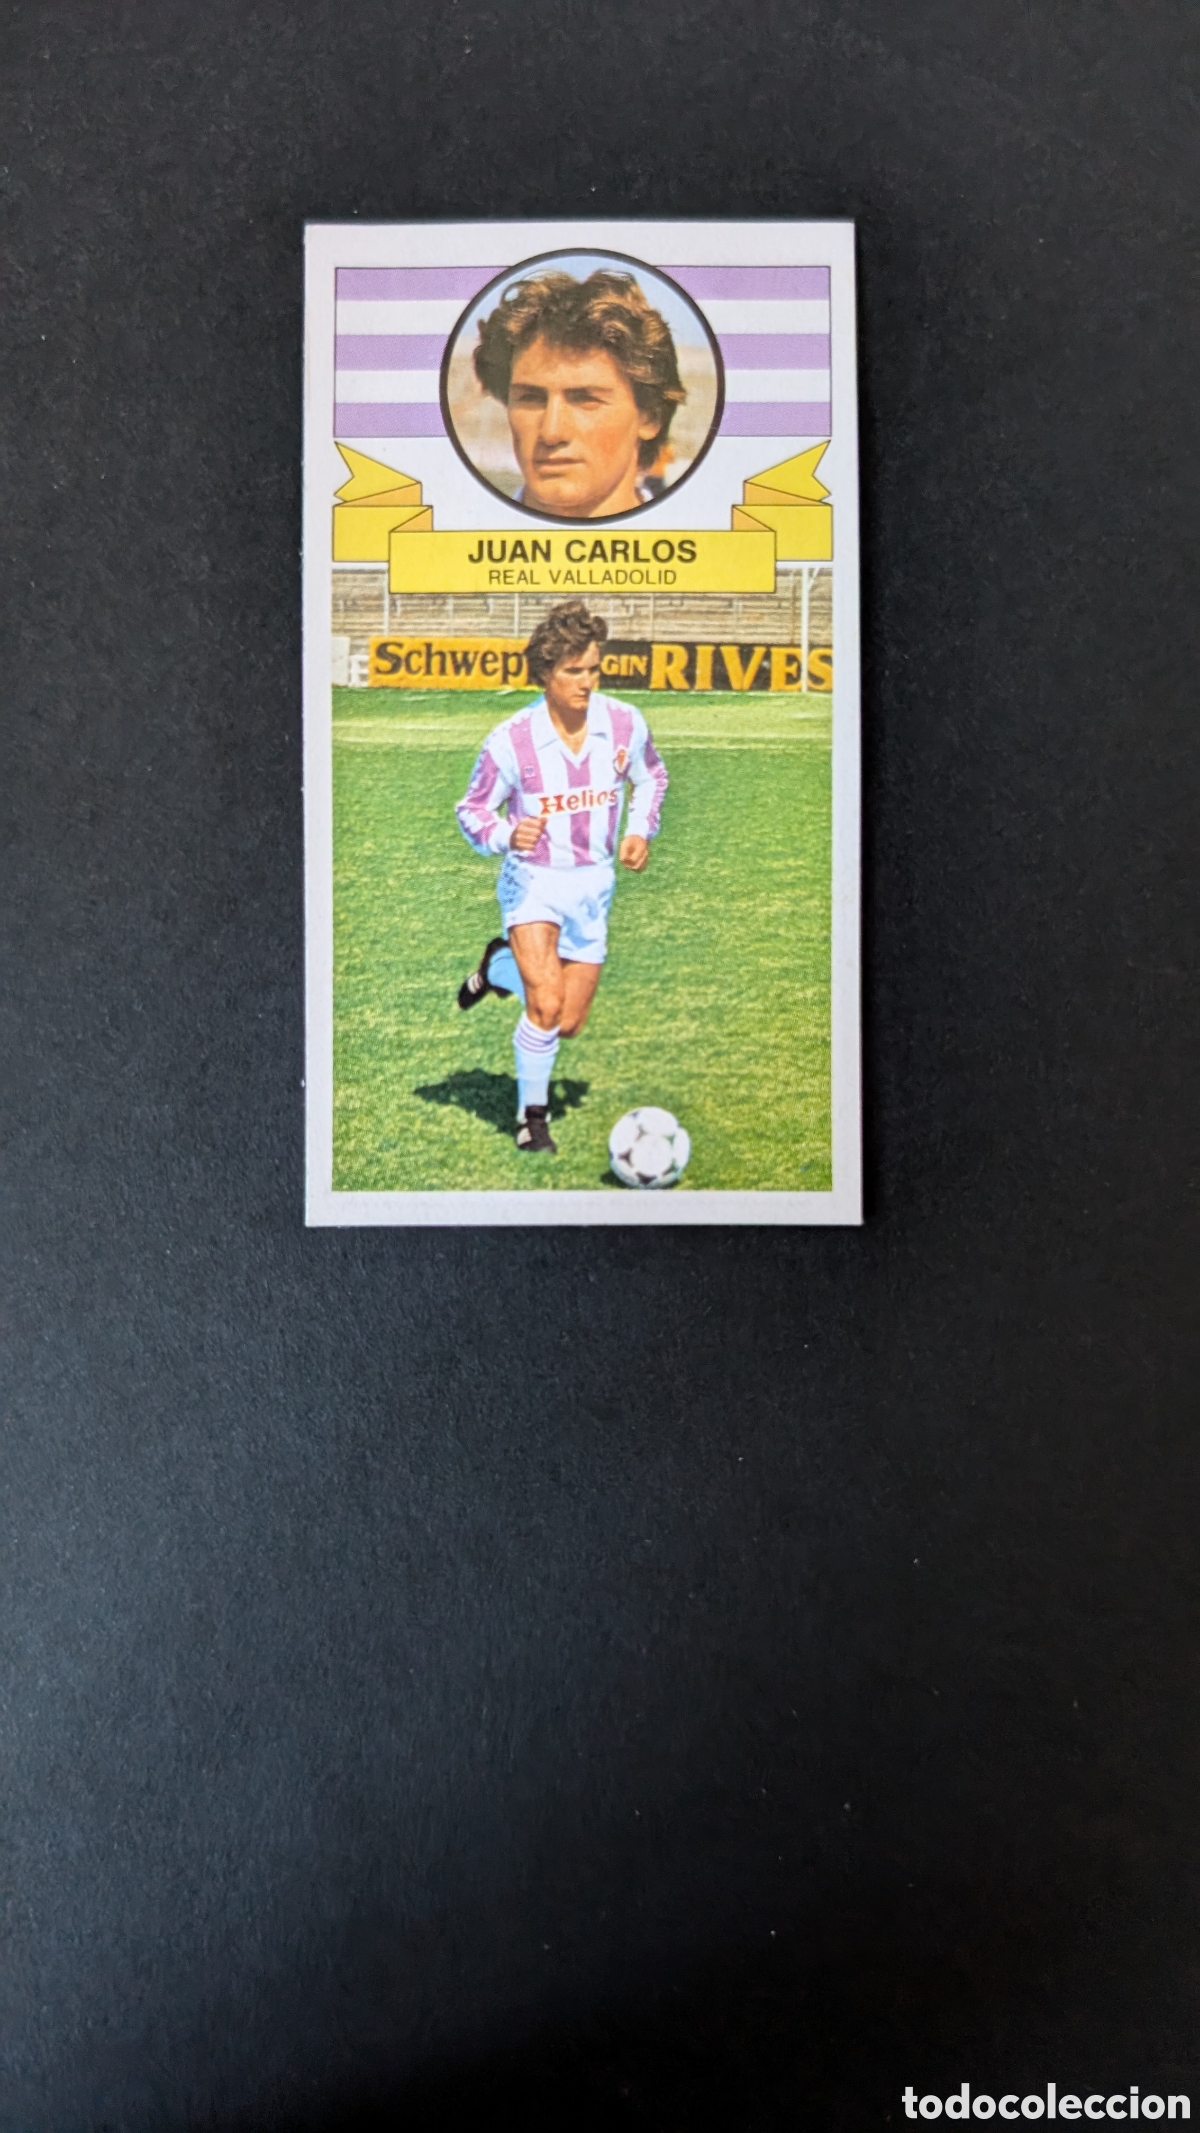 JUAN CARLOS
REAL VALLADOLID
Schwep GIN RIVES
Helios
todocoleccion